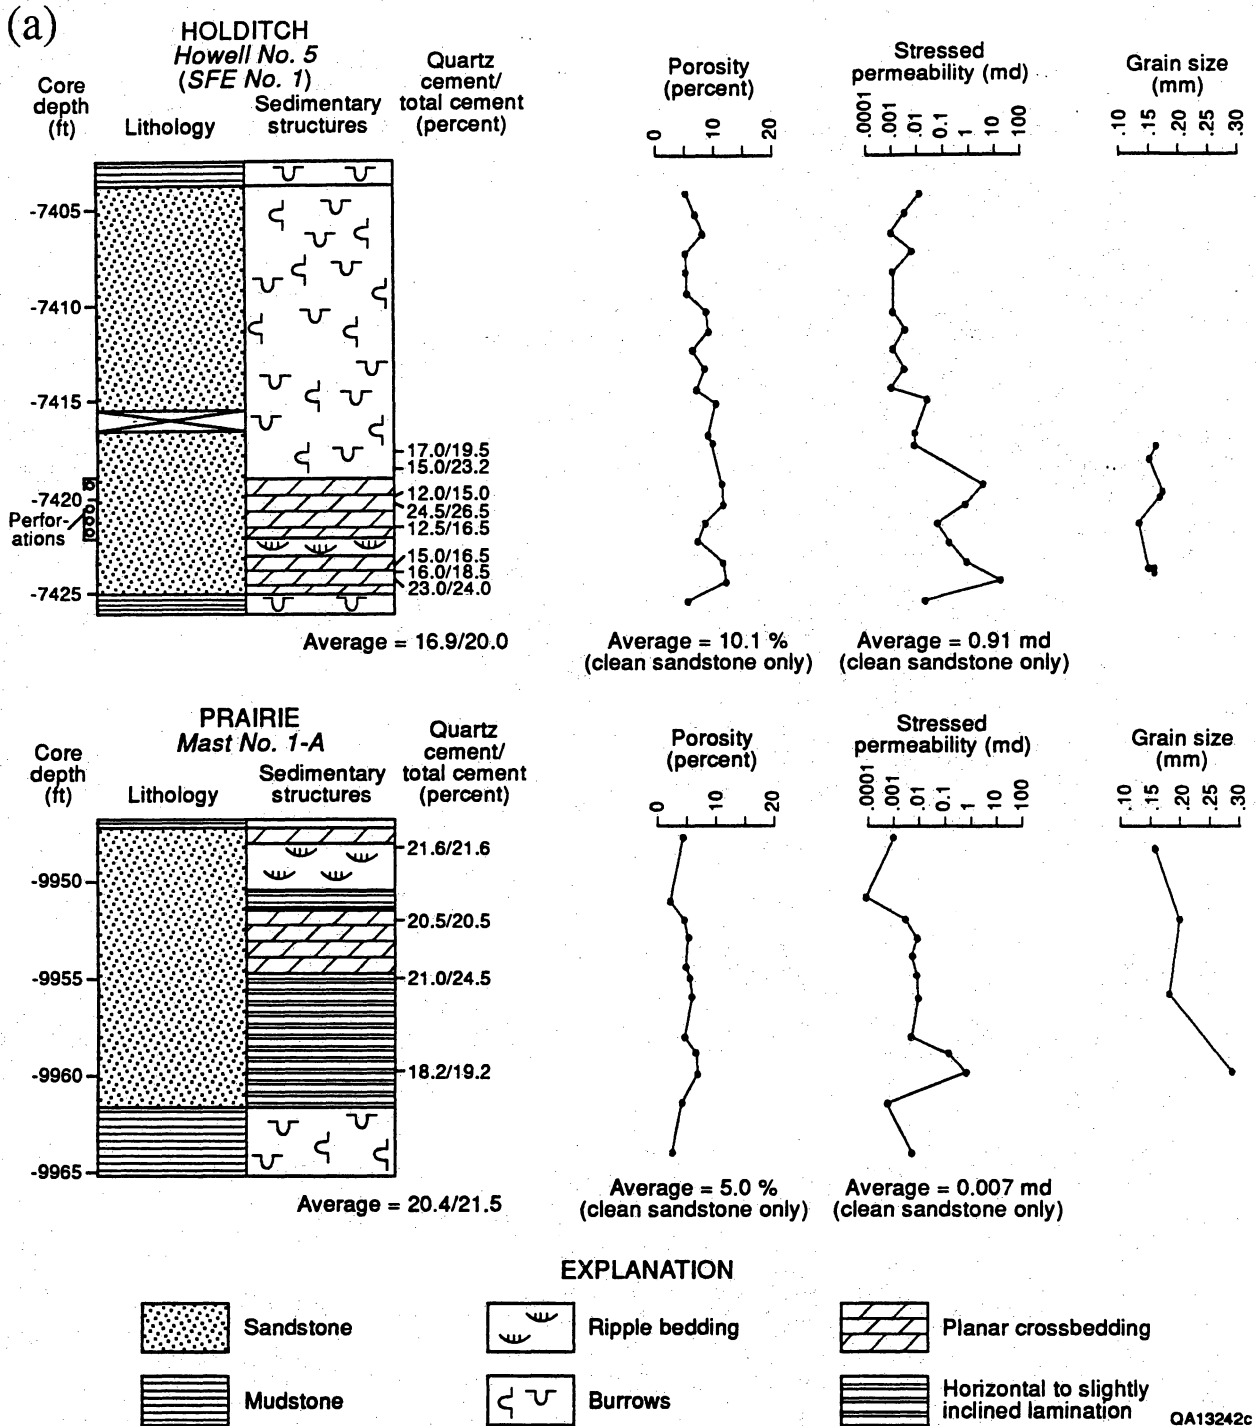 (a)
HOLDITCH
Howell No. 5
(SFE No. 1)
Core
depth
(ft)
Lithology
Sedimentary
structures
Quartz
cement/
total cement
(percent)
Porosity
(percent)
0
10
20
Stressed
permeability (md)
.0001
.001
.01
0.1
1
10
100
Grain size
(mm)
.10
.15
.20
.25
.30
-7405
-7410
-7415
-7420
Perfor-
ations
-7425
17.0/19.5
15.0/23.2
12.0/15.0
24.5/26.5
12.5/16.5
15.0/16.5
16.0/18.5
23.0/24.0
Average = 16.9/20.0
Average = 10.1 %
(clean sandstone only)
Average = 0.91 md
(clean sandstone only)
PRAIRIE
Mast No. 1-A
Core
depth
(ft)
Lithology
Sedimentary
structures
Quartz
cement/
total cement
(percent)
Porosity
(percent)
0
10
20
Stressed
permeability (md)
.0001
.001
.01
0.1
1
10
100
Grain size
(mm)
.10
.15
.20
.25
.30
-9950
-9955
-9960
-9965
21.6/21.6
20.5/20.5
21.0/24.5
18.2/19.2
Average = 20.4/21.5
Average = 5.0 %
(clean sandstone only)
Average = 0.007 md
(clean sandstone only)
EXPLANATION
Sandstone
Ripple bedding
Planar crossbedding
Mudstone
Burrows
Horizontal to slightly
inclined lamination
QA13242c